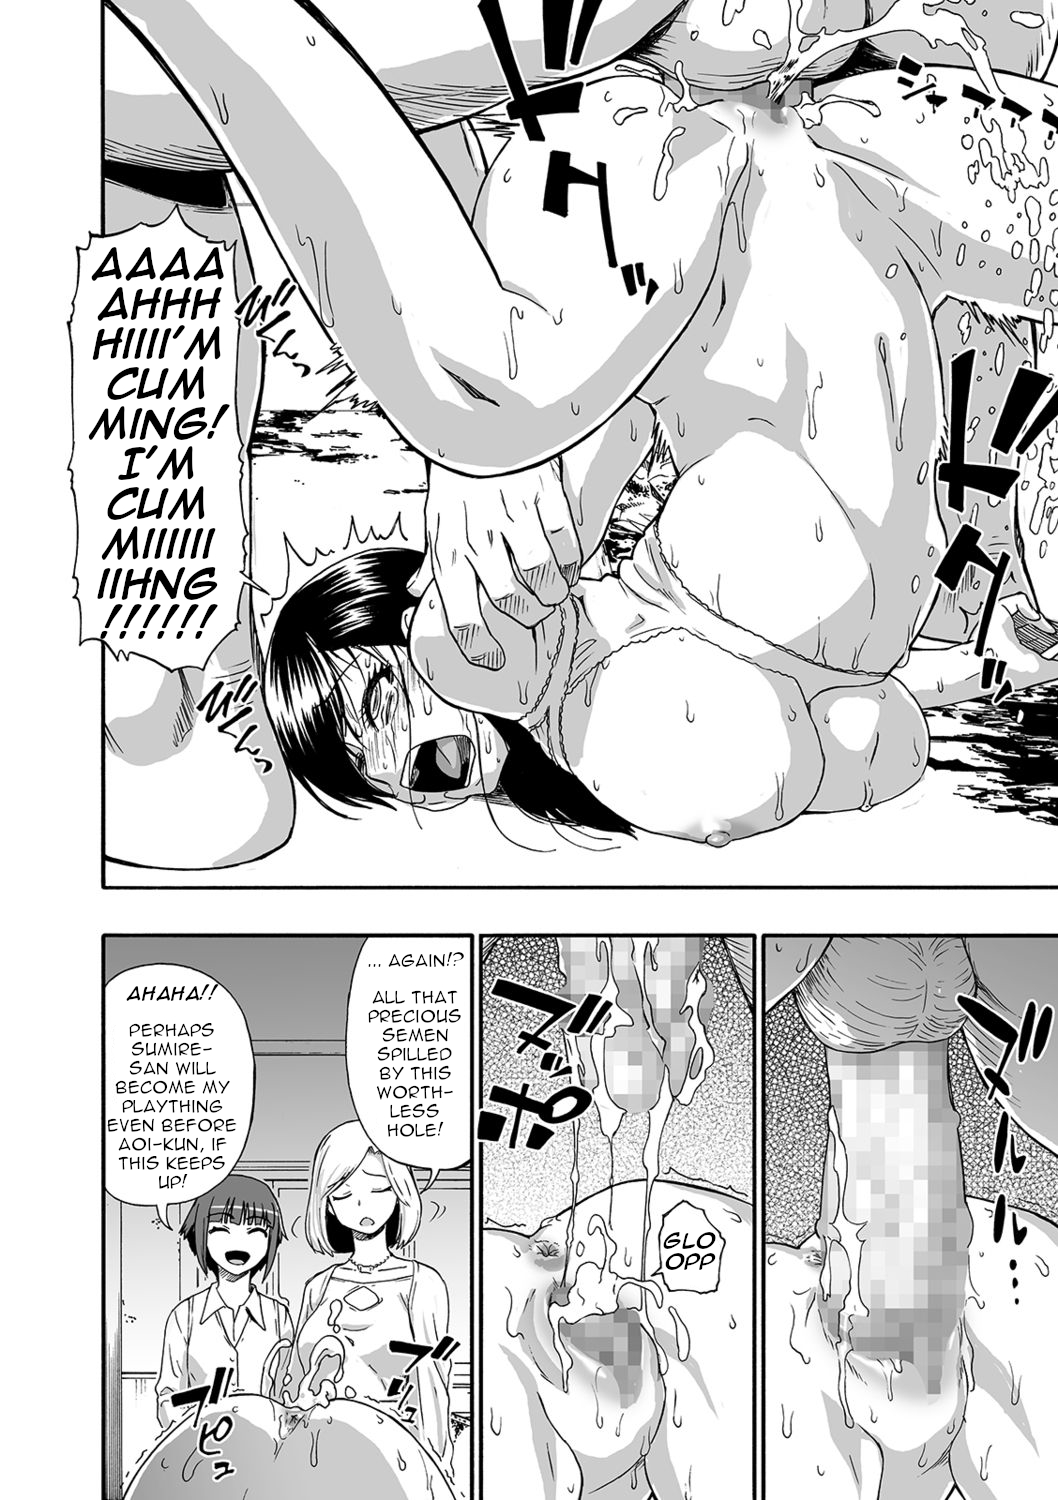 AAAA
AHHH
HIIII'M
CUM
MING!
I'M
CUM
MIIIIII
IIHNG
!!!!!!
GLO
OPP
... AGAIN!?
ALL THAT
PRECIOUS
SEMEN
SPILLED
BY THIS
WORTH-
LESS
HOLE!
AHAHA!!
PERHAPS
SUMIRE-
SAN WILL
BECOME MY
PLAYTHING
EVEN BEFORE
AOI-KUN, IF
THIS KEEPS
UP!